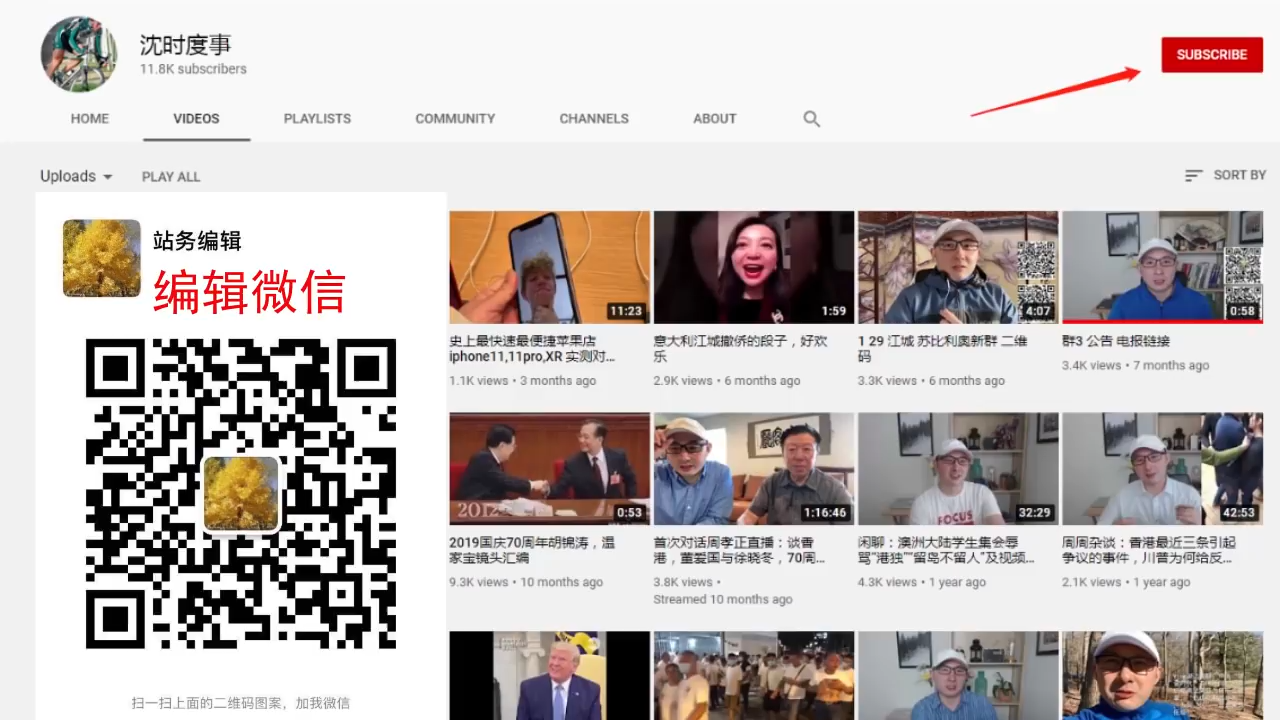 沈时度事
11.8K subscribers
SUBSCRIBE
HOME
VIDEOS
PLAYLISTS
COMMUNITY
CHANNELS
ABOUT
Uploads
PLAY ALL
SORT BY
站务编辑
编辑微信
扫一扫上面的二维码图案，加我微信
11:23
1:59
4:07
0:58
史上最快速最便捷苹果店
iphone11,11pro,XR 实测对...
1.1K views • 3 months ago
意大利江城撤侨的段子，好欢
乐
2.9K views • 6 months ago
1 29 江城 苏比利奥新群 二维
码
3.3K views • 6 months ago
群3 公告 电报链接
3.4K views • 7 months ago
2012
0:53
1:16:46
FOCUS
32:29
42:53
2019国庆70周年胡锦涛，温
家宝镜头汇编
9.3K views • 10 months ago
首次对话周孝正直播：谈香
港，董爱国与徐晓冬，70周...
3.8K views •
Streamed 10 months ago
闲聊：澳洲大陆学生集会辱
骂“港独”“留岛不留人”及视频...
4.3K views • 1 year ago
周周杂谈：香港最近三条引起
争议的事件，川普为何给反...
2.1K views • 1 year ago